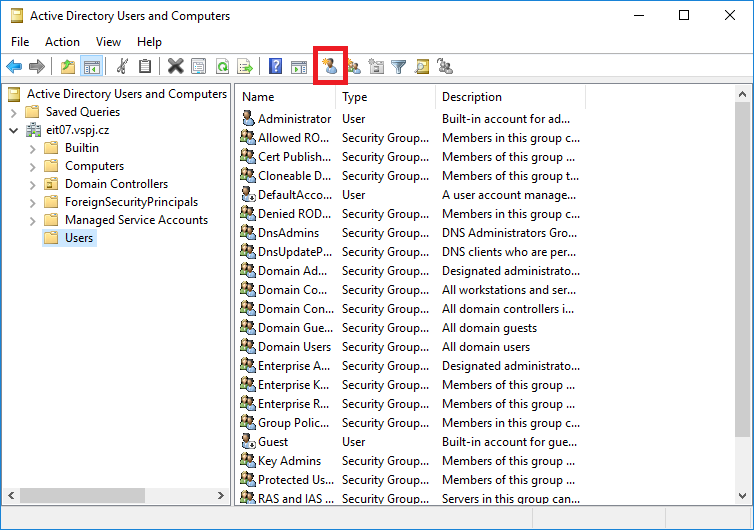 Active Directory Users and Computers
File Action View Help
Active Directory Users and Computers
Saved Queries
eit07.vspj.cz
Builtin
Computers
Domain Controllers
ForeignSecurityPrincipals
Managed Service Accounts
Users
Name Type Description
Administrator User Built-in account for ad...
Allowed RO... Security Group... Members in this group c...
Cert Publish... Security Group... Members of this group ...
Cloneable D... Security Group... Members of this group t...
DefaultAcco... User A user account manage...
Denied ROD... Security Group... Members in this group c...
DnsAdmins Security Group... DNS Administrators Gro...
DnsUpdateP... Security Group... DNS clients who are per...
Domain Ad... Security Group... Designated administrato...
Domain Co... Security Group... All workstations and ser...
Domain Con... Security Group... All domain controllers i...
Domain Gue... Security Group... All domain guests
Domain Users Security Group... All domain users
Enterprise A... Security Group... Designated administrato...
Enterprise K... Security Group... Members of this group ...
Enterprise R... Security Group... Members of this group ...
Group Polic... Security Group... Members in this group c...
Guest User Built-in account for gue...
Key Admins Security Group... Members of this group ...
Protected Us... Security Group... Members of this group ...
RAS and IAS ... Security Group... Servers in this group can...